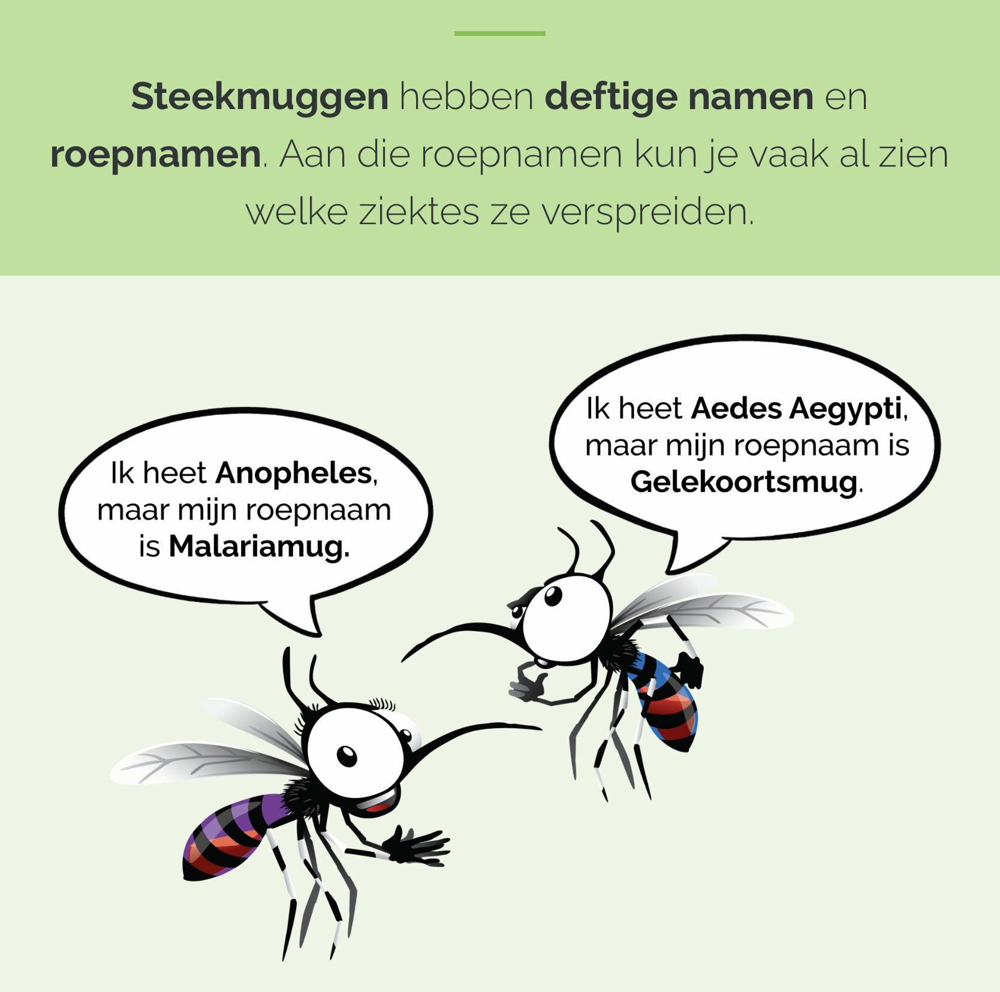 Steekmuggen hebben deftige namen en
roepnamen. Aan die roepnamen kun je vaak al zien
welke ziektes ze verspreiden.
Ik heet Anopheles,
maar mijn roepnaam
is Malariamug.
Ik heet Aedes Aegypti,
maar mijn roepnaam is
Gelekoortsmug.